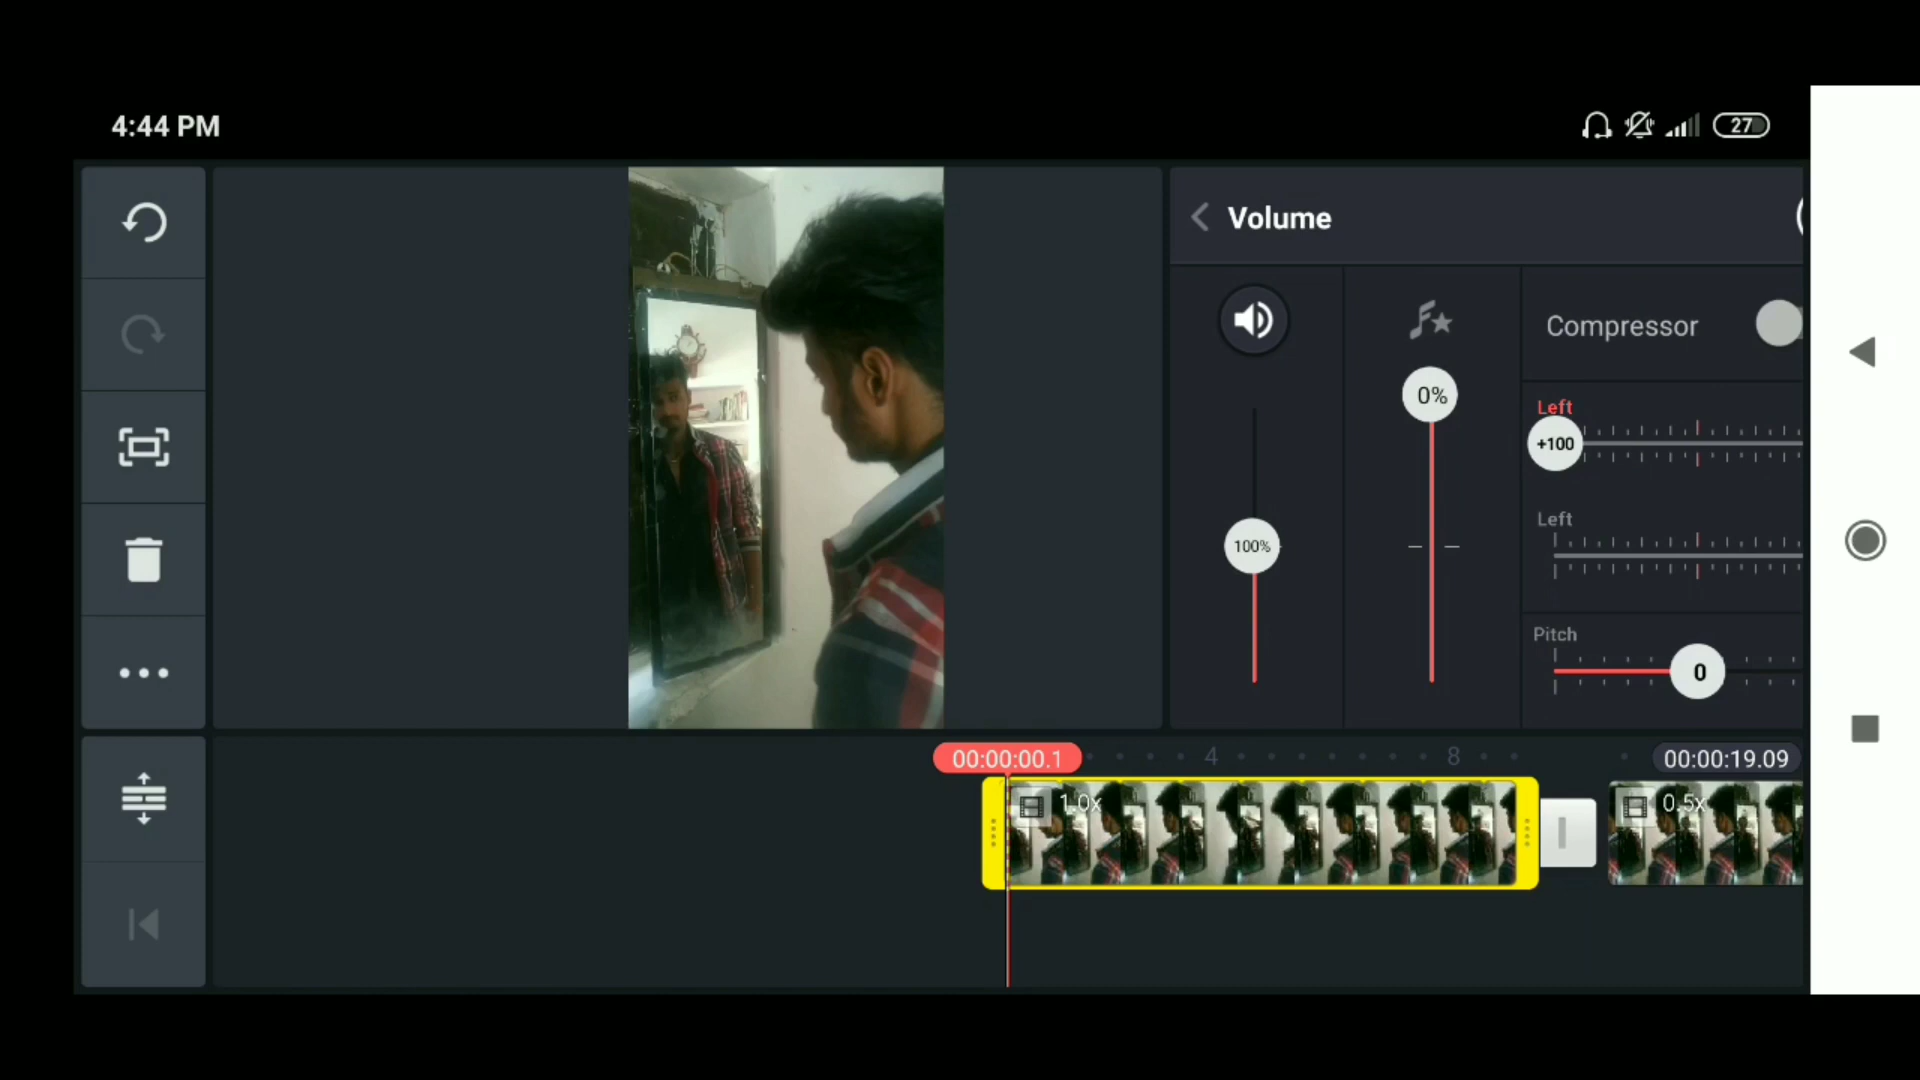 4:44 PM
27
Volume
Compressor
0%
Left
+100
100%
Left
Pitch
0
00:00:00.1
4
8
00:00:19.09
1.0x
0.5x